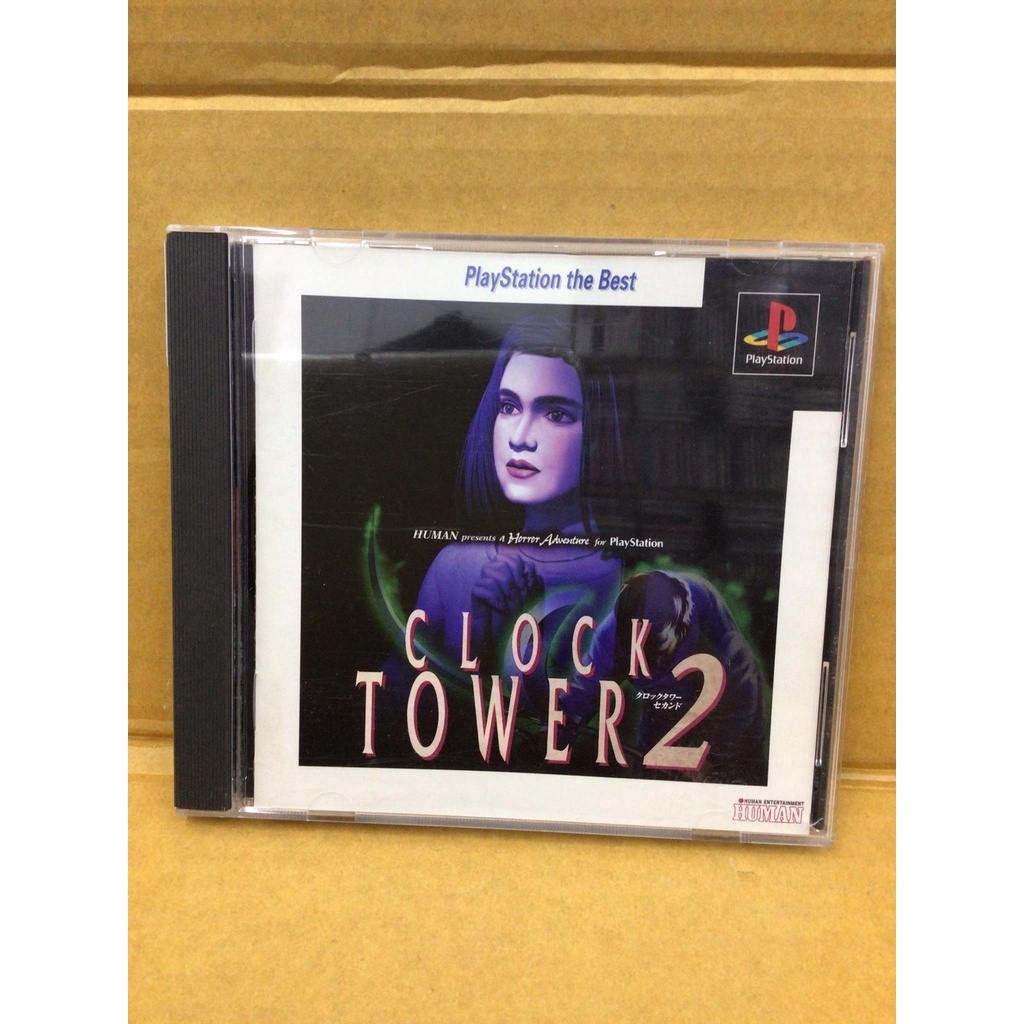 PlayStation the Best
PlayStation
HUMAN presents a Horror Adventure for PlayStation
CLOCK
TOWER 2
クロックタワー
セカンド
HUMAN ENTERTAINMENT
HUMAN